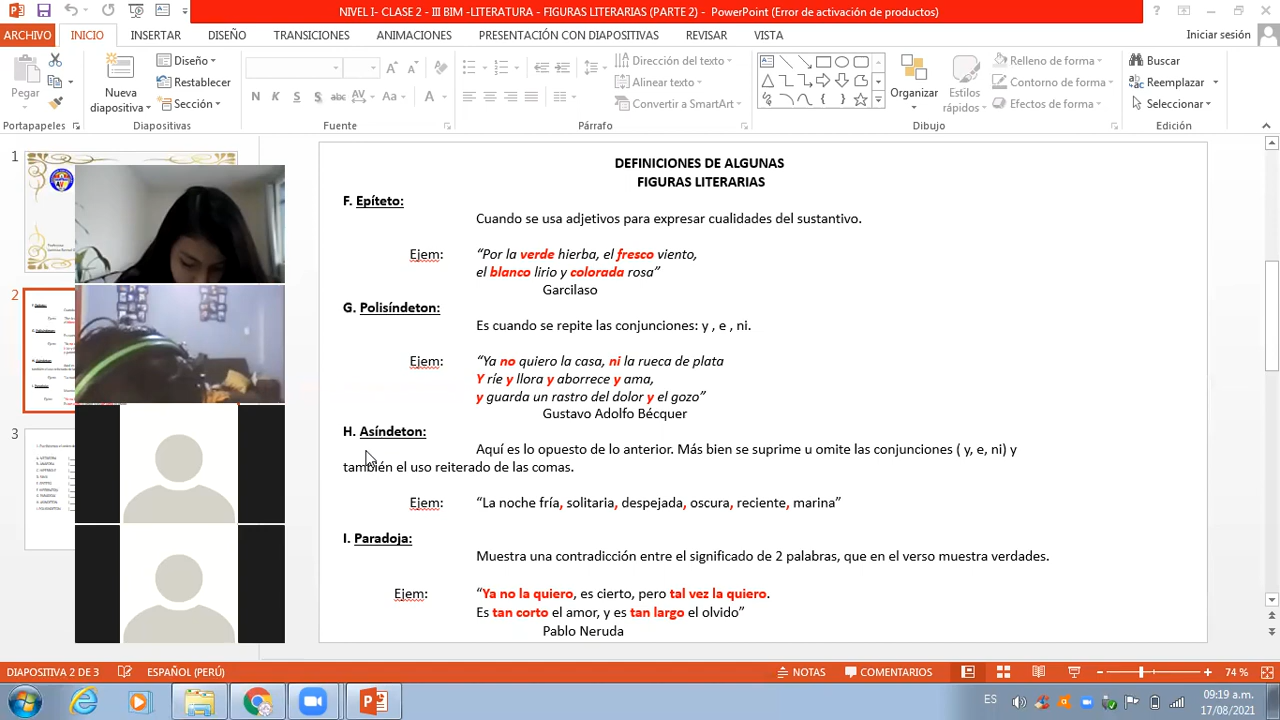 NIVEL I- CLASE 2 - III BIM -LITERATURA - FIGURAS LITERARIAS (PARTE 2) - PowerPoint (Error de activación de productos)
ARCHIVO INICIO INSERTAR DISEÑO TRANSICIONES ANIMACIONES PRESENTACIÓN CON DIAPOSITIVAS REVISAR VISTA Iniciar sesión
Pegar
Nueva
diapositiva
Diseño
Restablecer
Sección
Dirección del texto
Alinear texto
Convertir a SmartArt
Organizar
Estilos
rápidos
Relleno de forma
Contorno de forma
Efectos de forma
Buscar
Reemplazar
Seleccionar
Portapapeles Diapositivas Fuente Párrafo Dibujo Edición
1
2
3
DEFINICIONES DE ALGUNAS
FIGURAS LITERARIAS
F. Epíteto:
Cuando se usa adjetivos para expresar cualidades del sustantivo.
Ejem: “Por la verde hierba, el fresco viento,
el blanco lirio y colorada rosa”
Garcilaso
G. Polisíndeton:
Es cuando se repite las conjunciones: y , e , ni.
Ejem: “Ya no quiero la casa, ni la rueca de plata
Y ríe y llora y aborrece y ama,
y guarda un rastro del dolor y el gozo”
Gustavo Adolfo Bécquer
H. Asíndeton:
Aquí es lo opuesto de lo anterior. Más bien se suprime u omite las conjunciones ( y, e, ni) y
también el uso reiterado de las comas.
Ejem: “La noche fría, solitaria, despejada, oscura, reciente, marina”
I. Paradoja:
Muestra una contradicción entre el significado de 2 palabras, que en el verso muestra verdades.
Ejem: “Ya no la quiero, es cierto, pero tal vez la quiero.
Es tan corto el amor, y es tan largo el olvido”
Pablo Neruda
DIAPOSITIVA 2 DE 3 ESPAÑOL (PERÚ) NOTAS COMENTARIOS 74 %
ES 09:19 a.m.
17/08/2021